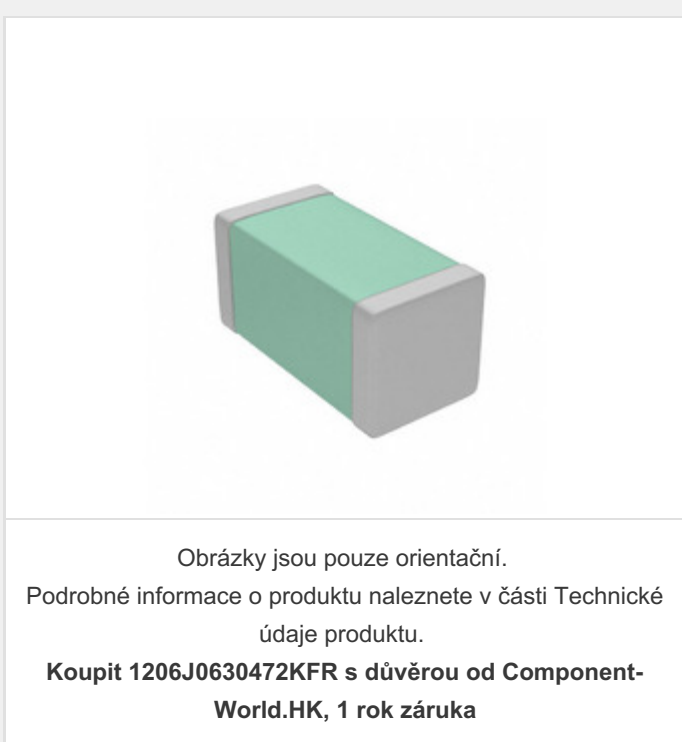 Obrázky jsou pouze orientační.
Podrobné informace o produktu naleznete v části Technické
údaje produktu.
Koupit 1206J0630472KFR s důvěrou od Component-
World.HK, 1 rok záruka